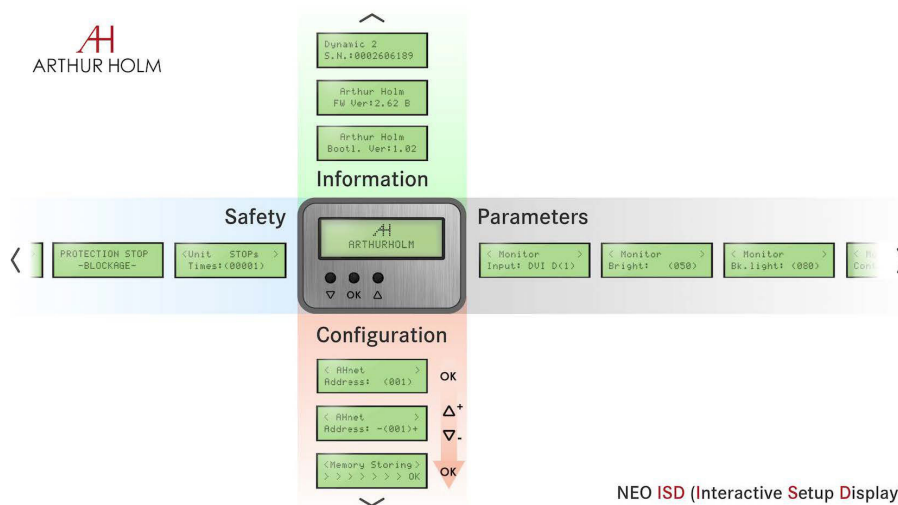 AH
ARTHUR HOLM
Dynamic 2
S.N.:0002606189
Arthur Holm
FW Ver:2.62 B
Arthur Holm
Bootl. Ver:1.02
Information
Safety
PROTECTION STOP
-BLOCKAGE-
<Unit STOPs >
Times:(00001)
AH
ARTHURHOLM
▽ OK △
Parameters
< Monitor >
Input: DVI D(1)
< Monitor >
Bright: (050)
< Monitor >
Bk.light: (080)
Configuration
< AHnet >
Address: (001)
OK
< AHnet >
Address: -(001)+
△+
▽-
<Memory Storing>
> > > > > > > OK
OK
NEO ISD (Interactive Setup Display